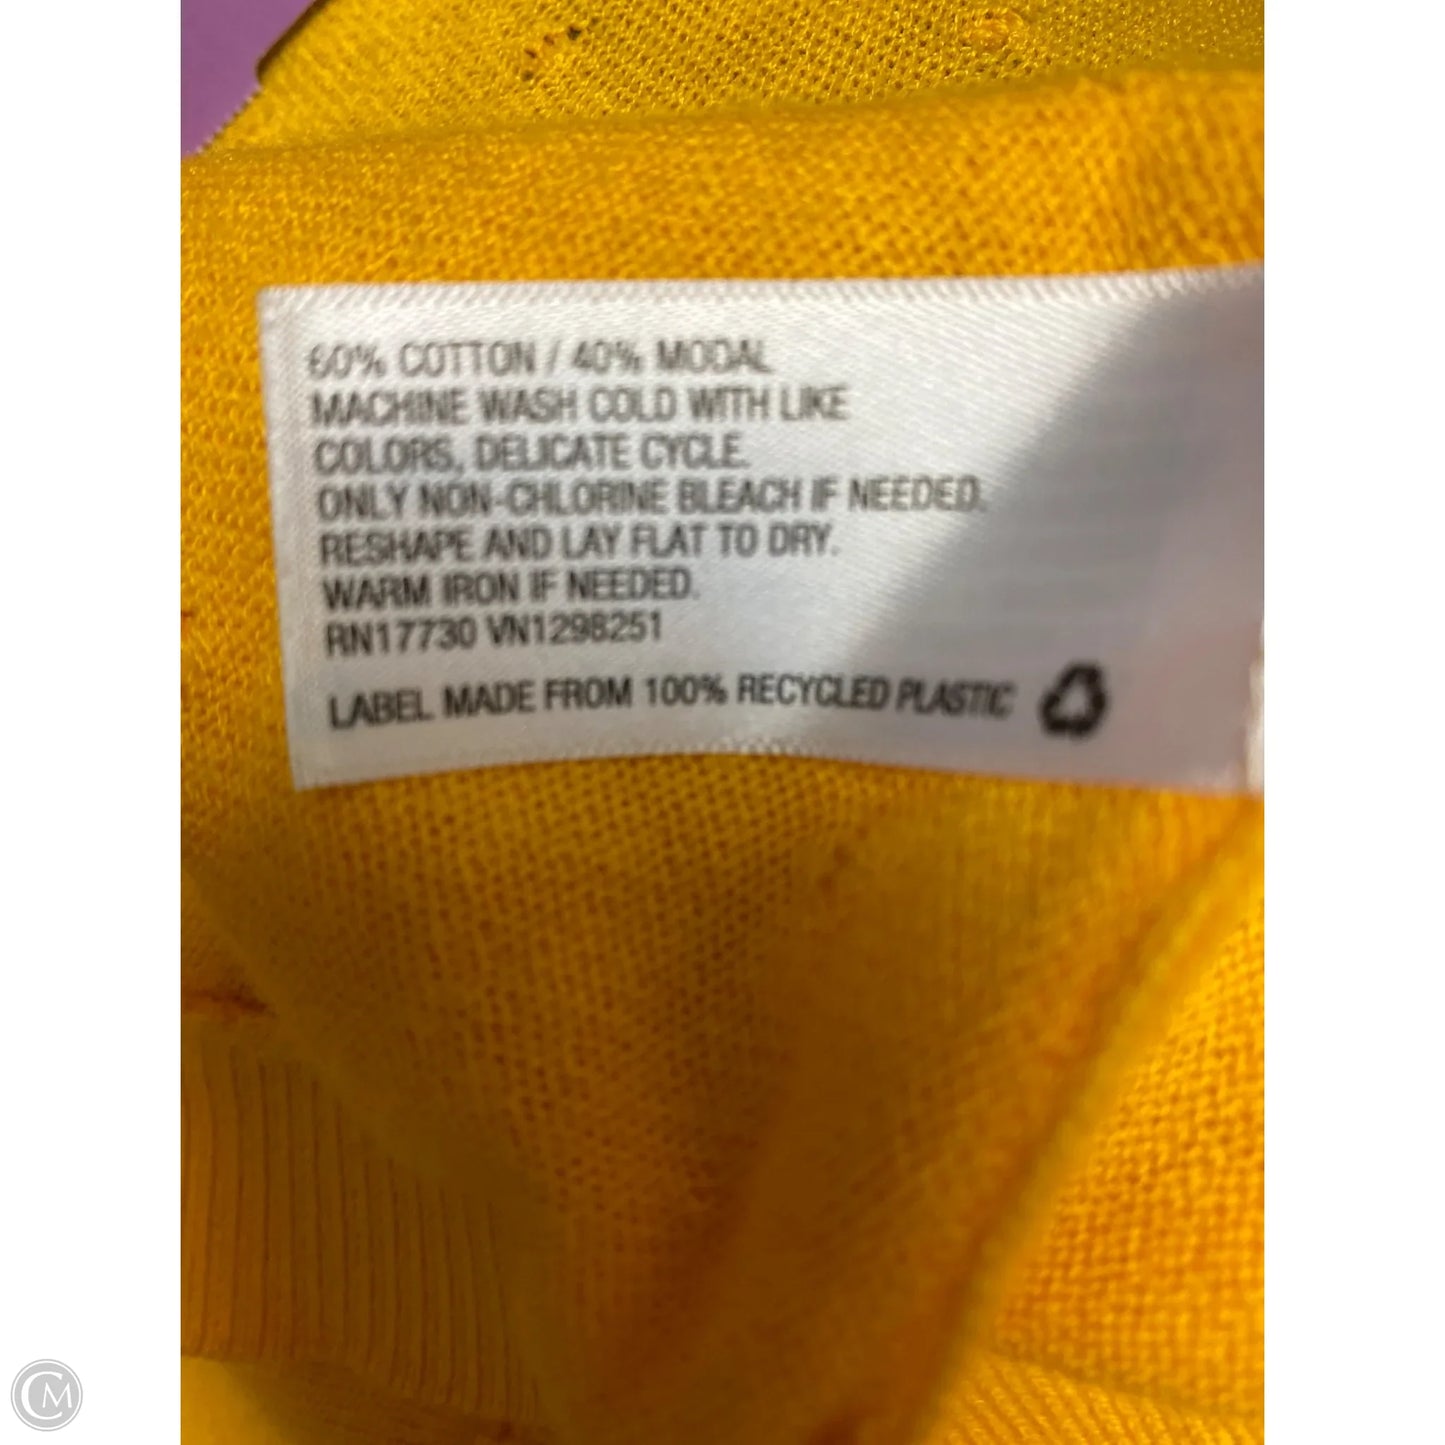 60% COTTON / 40% MODAL
MACHINE WASH COLD WITH LIKE
COLORS, DELICATE CYCLE.
ONLY NON-CHLORINE BLEACH IF NEEDED.
RESHAPE AND LAY FLAT TO DRY.
WARM IRON IF NEEDED.
RN17730 VN1298251
LABEL MADE FROM 100% RECYCLED PLASTIC
CM